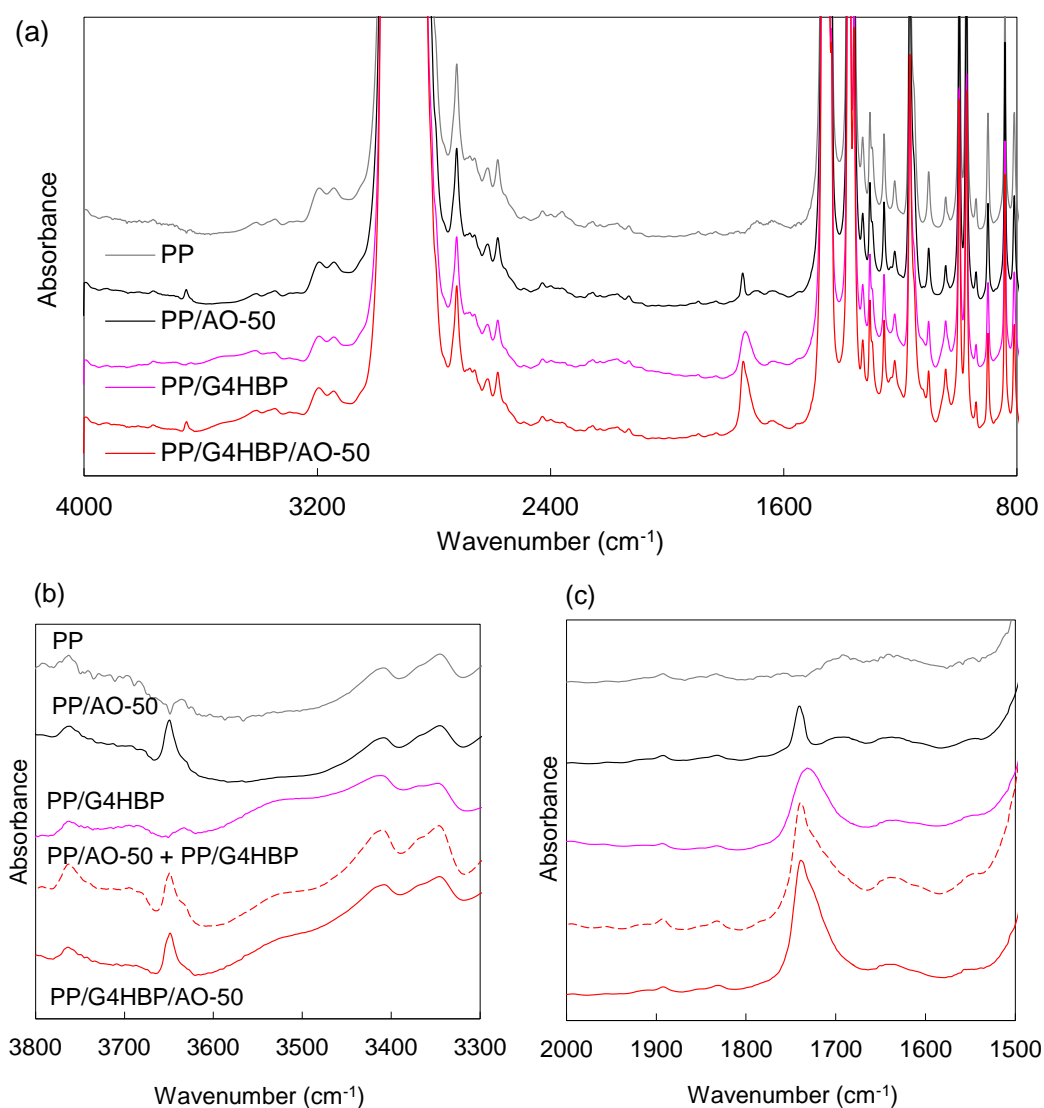 (a)
Absorbance
PP
PP/AO-50
PP/G4HBP
PP/G4HBP/AO-50
4000 3200 2400 1600 800
Wavenumber (cm-1)
(b)
Absorbance
PP
PP/AO-50
PP/G4HBP
PP/AO-50 + PP/G4HBP
PP/G4HBP/AO-50
3800 3700 3600 3500 3400 3300
Wavenumber (cm-1)
(c)
Absorbance
2000 1900 1800 1700 1600 1500
Wavenumber (cm-1)